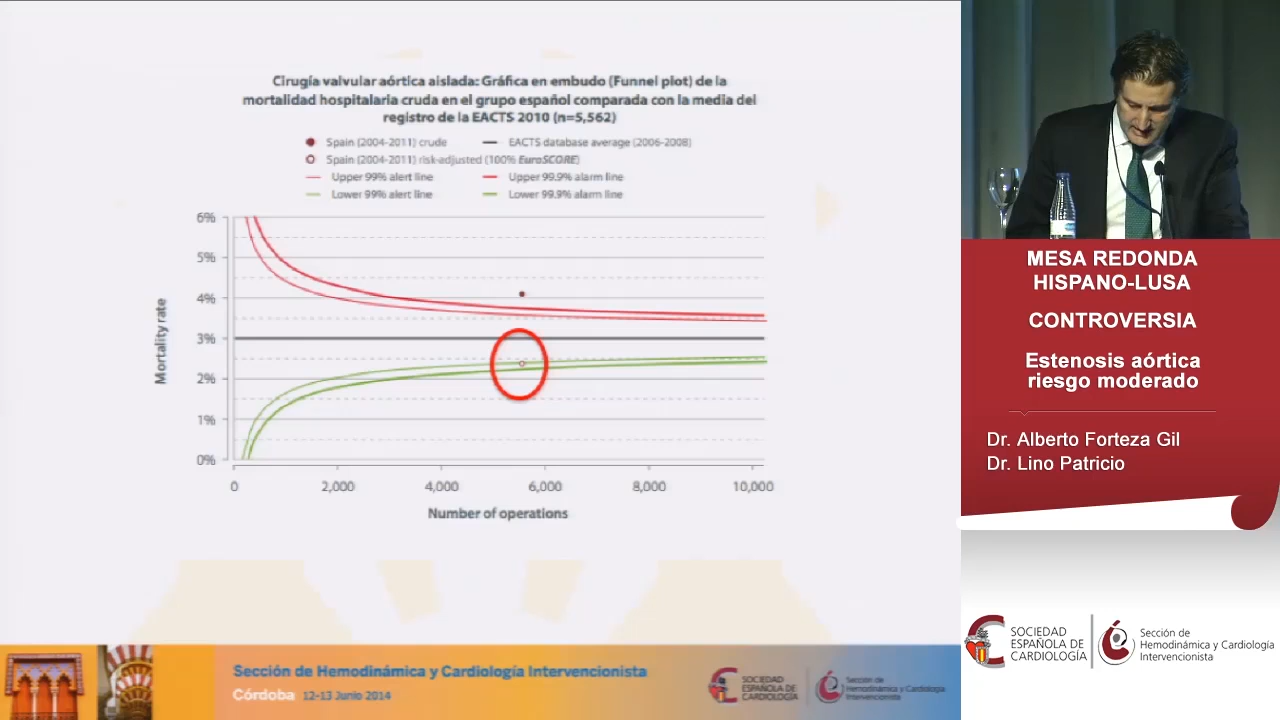 Cirugía valvular aórtica aislada: Gráfica en embudo (Funnel plot) de la
mortalidad hospitalaria cruda en el grupo español comparada con la media del
registro de la EACTS 2010 (n=5,562)
Spain (2004-2011) crude
EACTS database average (2006-2008)
Spain (2004-2011) risk-adjusted (100% EuroSCORE)
Upper 99% alert line
Upper 99.9% alarm line
Lower 99% alert line
Lower 99.9% alarm line
6%
5%
4%
3%
2%
1%
0%
Mortality rate
0
2,000
4,000
6,000
8,000
10,000
Number of operations
Sección de Hemodinámica y Cardiología Intervencionista
Córdoba 12-13 Junio 2014
SOCIEDAD
ESPAÑOLA DE
CARDIOLOGÍA
Sección de
Hemodinámica y Cardiología
Intervencionista
MESA REDONDA
HISPANO-LUSA
CONTROVERSIA
Estenosis aórtica
riesgo moderado
Dr. Alberto Forteza Gil
Dr. Lino Patricio
SOCIEDAD
ESPAÑOLA DE
CARDIOLOGÍA
Sección de
Hemodinámica y Cardiología
Intervencionista